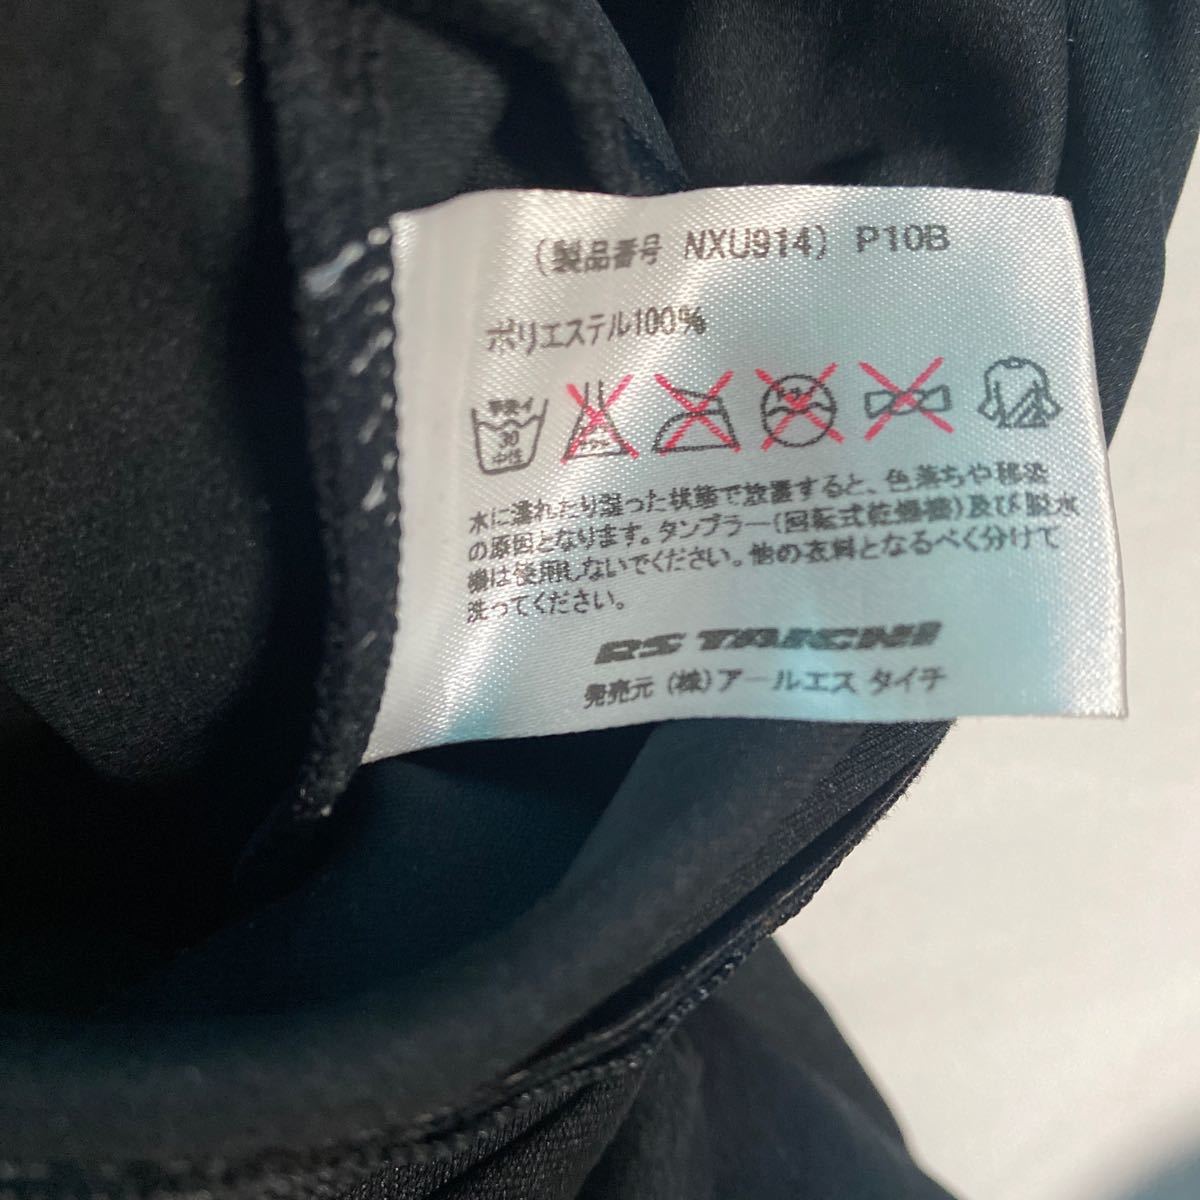 (製品番号 NXU914) P10B
ポリエステル100%
手洗イ
30
中性
水に濡れたり湿った状態で放置すると、色落ちや移染
の原因となります。タンブラー(回転式乾燥機)及び脱水
機は使用しないでください。他の衣料となるべく分けて
洗ってください。
RS TAICHI
発売元 (株)アールエス タイチ